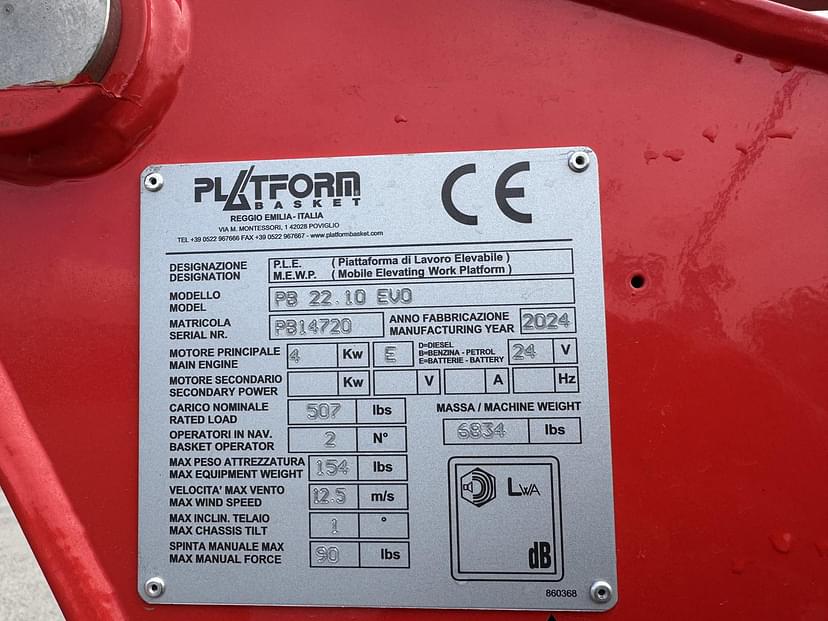 PLATFORM
BASKET
REGGIO EMILIA - ITALIA
VIA M. MONTESSORI, 1 42028 POVIGLIO
TEL +39 0522 967666 FAX +39 0522 967667 - www.platformbasket.com
CE
DESIGNAZIONE
DESIGNATION
P.L.E. ( Piattaforma di Lavoro Elevabile )
M.E.W.P. ( Mobile Elevating Work Platform )
MODELLO
MODEL
PB 22.10 EVO
MATRICOLA
SERIAL NR.
PB14720
ANNO FABBRICAZIONE
MANUFACTURING YEAR
2024
MOTORE PRINCIPALE
MAIN ENGINE
4 Kw E
D=DIESEL
B=BENZINA - PETROL
E=BATTERIE - BATTERY
24 V
MOTORE SECONDARIO
SECONDARY POWER
Kw V A Hz
CARICO NOMINALE
RATED LOAD
507 lbs
MASSA / MACHINE WEIGHT
6834 lbs
OPERATORI IN NAV.
BASKET OPERATOR
2 N°
MAX PESO ATTREZZATURA
MAX EQUIPMENT WEIGHT
154 lbs
VELOCITA' MAX VENTO
MAX WIND SPEED
12.5 m/s
MAX INCLIN. TELAIO
MAX CHASSIS TILT
1 °
SPINTA MANUALE MAX
MAX MANUAL FORCE
90 lbs
LWA
dB
860368